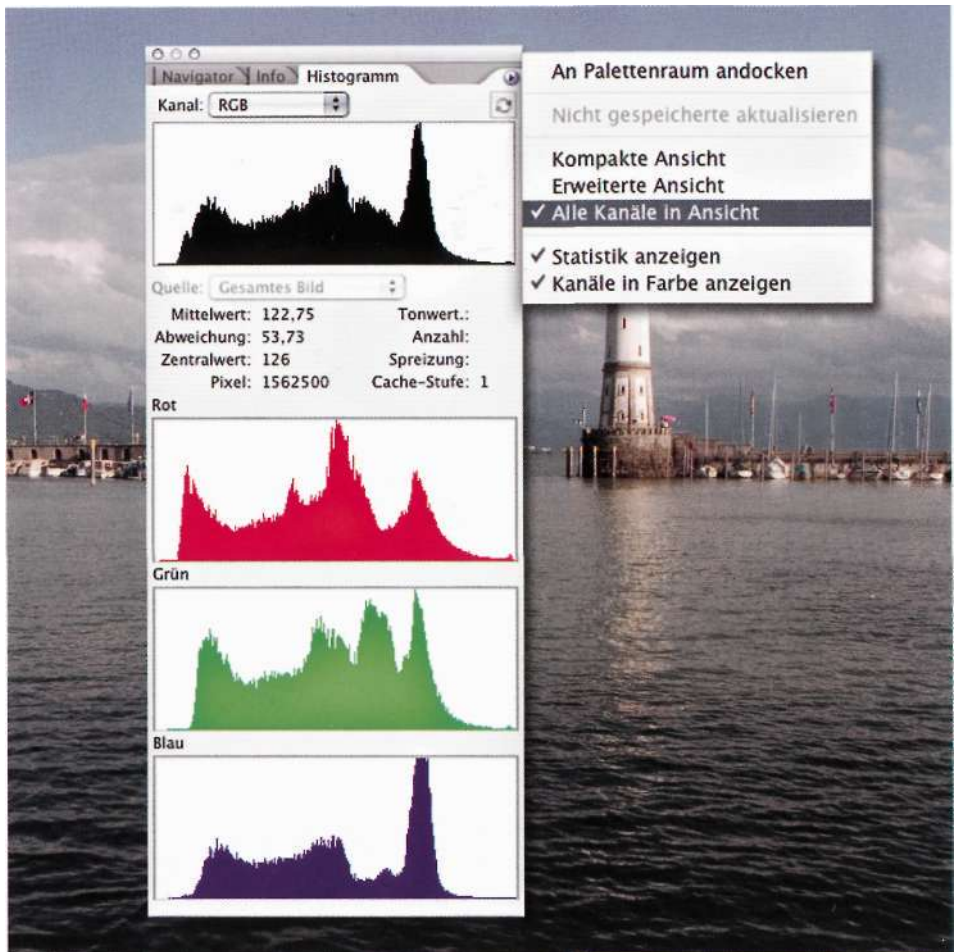 Navigator Info Histogramm
Kanal: RGB
Quelle: Gesamtes Bild
Mittelwert: 122,75 Tonwert.:
Abweichung: 53,73 Anzahl:
Zentralwert: 126 Spreizung:
Pixel: 1562500 Cache-Stufe: 1
Rot
Grün
Blau
An Palettenraum andocken
Nicht gespeicherte aktualisieren
Kompakte Ansicht
Erweiterte Ansicht
✓ Alle Kanäle in Ansicht
✓ Statistik anzeigen
✓ Kanäle in Farbe anzeigen